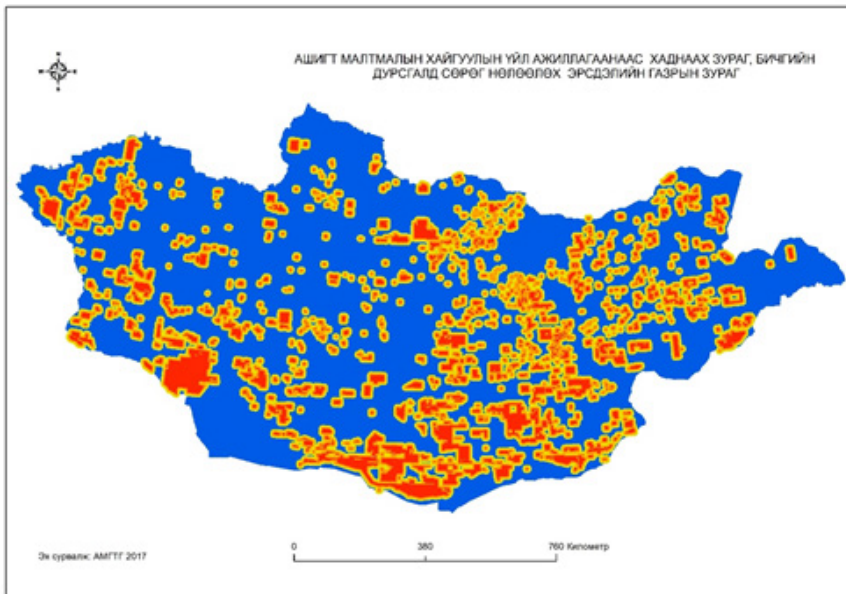 АШИГТ МАЛТМАЛЫН ХАЙГУУЛЫН ҮЙЛ АЖИЛЛАГААНААС ХАДНААХ ЗУРАГ, БИЧГИЙН
ДУРСГАЛД СӨРӨГ НӨЛӨӨЛӨХ ЭРСДЭЛИЙН ГАЗРЫН ЗУРАГ
Эх сурвалж: АМГТГ 2017
0 380 760 Километр